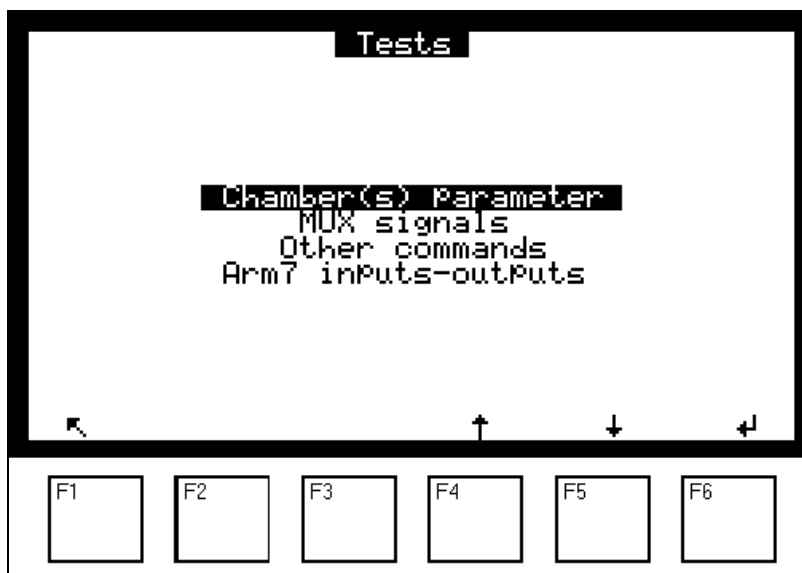 Tests
Chamber(s) Parameter
MUX signals
Other commands
Arm7 inputs-outputs
↖ ↑ ↓ ↵
F1 F2 F3 F4 F5 F6